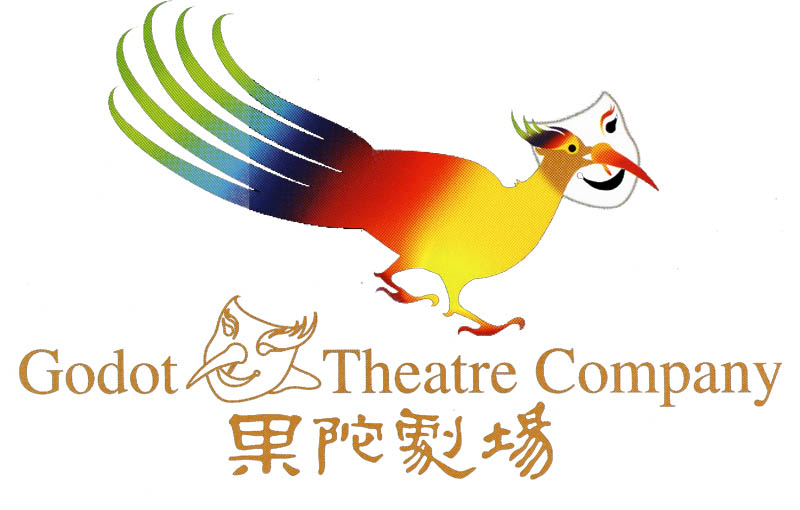 Godot Theatre Company
果陀劇場